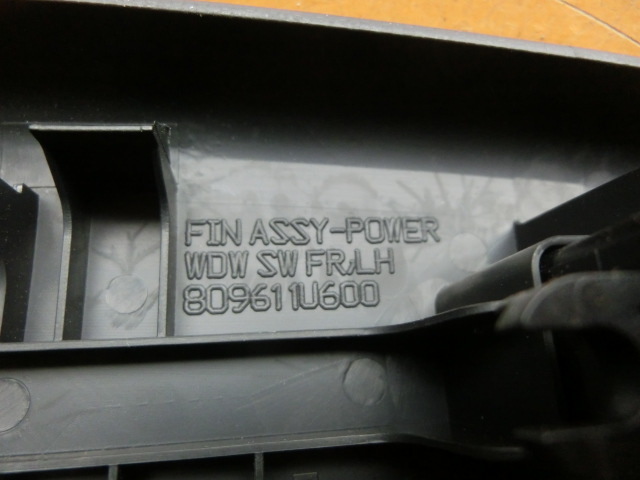 FIN ASSY-POWER
WDW SW FR,LH
809611U600